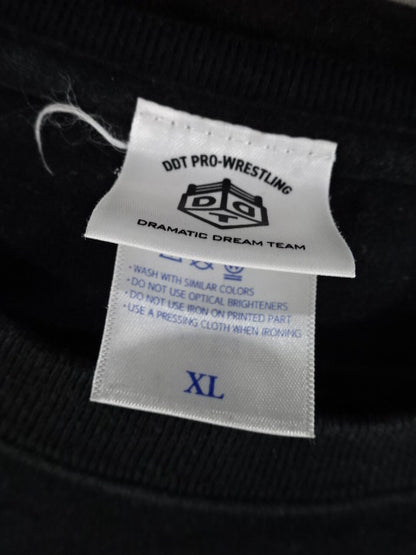 DDT PRO-WRESTLING
DDT
DRAMATIC DREAM TEAM
・WASH WITH SIMILAR COLORS
・DO NOT USE OPTICAL BRIGHTENERS
・DO NOT USE IRON ON PRINTED PART
・USE A PRESSING CLOTH WHEN IRONING
XL